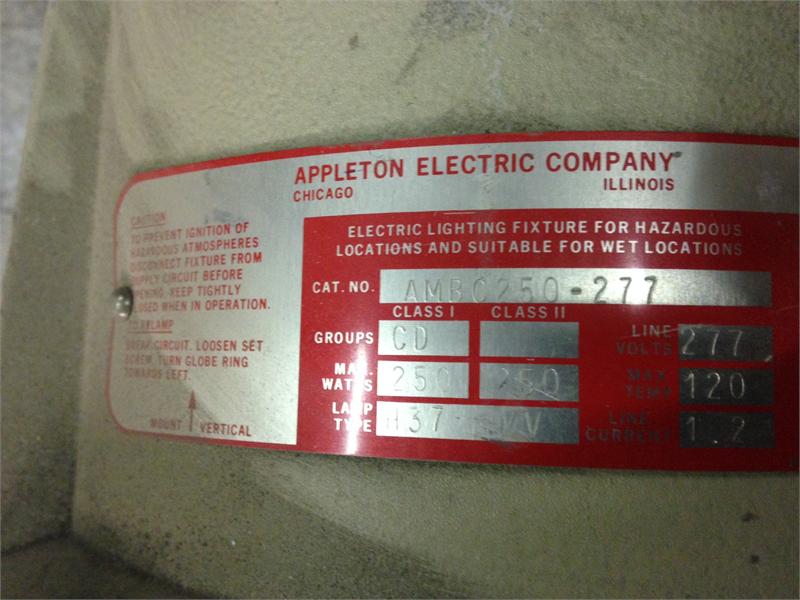 APPLETON ELECTRIC COMPANY
CHICAGO ILLINOIS
CAUTION
TO PREVENT IGNITION OF
HAZARDOUS ATMOSPHERES
DISCONNECT FIXTURE FROM
SUPPLY CIRCUIT BEFORE
OPENING. KEEP TIGHTLY
CLOSED WHEN IN OPERATION.
TO RELAMP
BREAK CIRCUIT. LOOSEN SET
SCREW. TURN GLOBE RING
TOWARDS LEFT.
MOUNT VERTICAL
ELECTRIC LIGHTING FIXTURE FOR HAZARDOUS
LOCATIONS AND SUITABLE FOR WET LOCATIONS
CAT. NO. AMBC250-277
CLASS I CLASS II
GROUPS CD LINE VOLTS 277
MAX. WATTS 250 250 MAX. TEMP 120
LAMP TYPE H37 LINE CURRENT